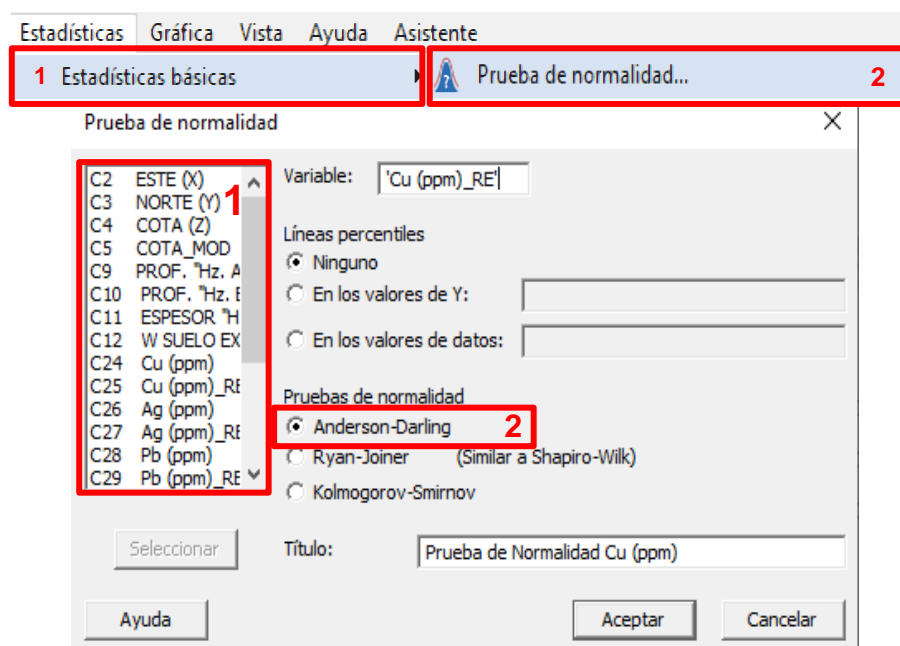 Estadísticas Gráfica Vista Ayuda Asistente
1 Estadísticas básicas
Prueba de normalidad... 2
Prueba de normalidad
C2 ESTE (X)
C3 NORTE (Y)
C4 COTA (Z)
C5 COTA_MOD
C9 PROF. "Hz. A
C10 PROF. "Hz. E
C11 ESPESOR "H
C12 W SUELO EX
C24 Cu (ppm)
C25 Cu (ppm)_RE
C26 Ag (ppm)
C27 Ag (ppm)_RE
C28 Pb (ppm)
C29 Pb (ppm)_RE
1
Variable: 'Cu (ppm)_RE'
Líneas percentiles
Ninguno
En los valores de Y:
En los valores de datos:
Pruebas de normalidad
Anderson-Darling 2
Ryan-Joiner (Similar a Shapiro-Wilk)
Kolmogorov-Smirnov
Seleccionar
Título: Prueba de Normalidad Cu (ppm)
Ayuda Aceptar Cancelar